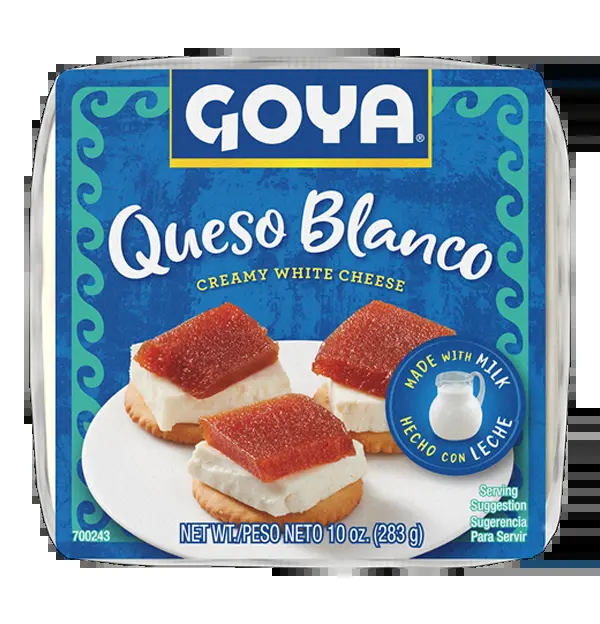 GOYA®
Queso Blanco
CREAMY WHITE CHEESE
MADE WITH MILK
HECHO CON LECHE
Serving
Suggestion
Sugerencia
Para Servir
700243
NET WT./PESO NETO 10 oz. (283 g)